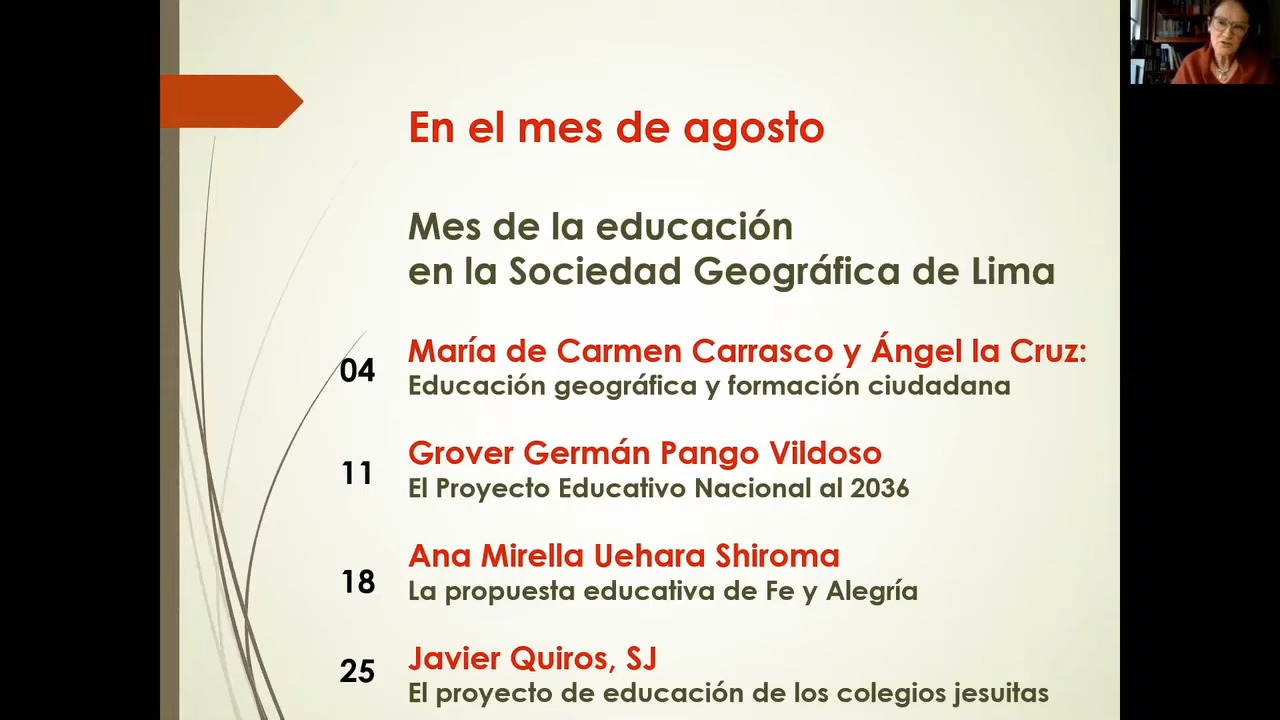 En el mes de agosto
Mes de la educación
en la Sociedad Geográfica de Lima
04
María de Carmen Carrasco y Ángel la Cruz:
Educación geográfica y formación ciudadana
11
Grover Germán Pango Vildoso
El Proyecto Educativo Nacional al 2036
18
Ana Mirella Uehara Shiroma
La propuesta educativa de Fe y Alegría
25
Javier Quiros, SJ
El proyecto de educación de los colegios jesuitas